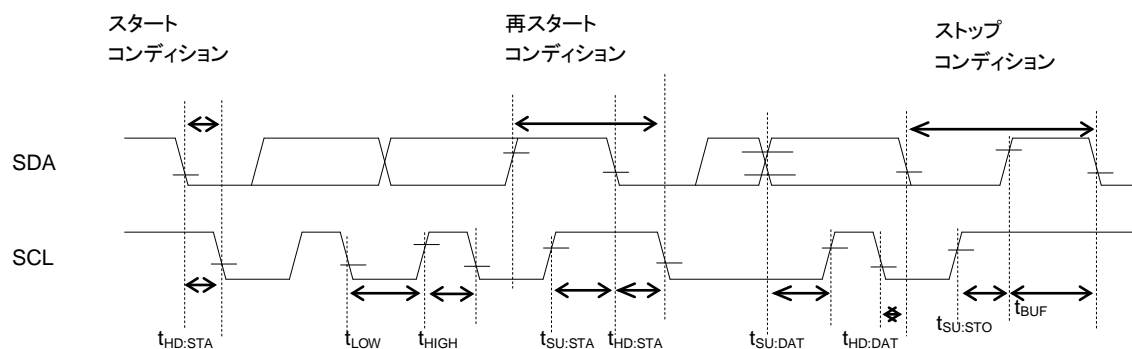 スタート
コンディション
再スタート
コンディション
ストップ
コンディション
SDA
SCL
tHD:STA
tLOW
tHIGH
tSU:STA
tHD:STA
tSU:DAT
tHD:DAT
tSU:STO
tBUF